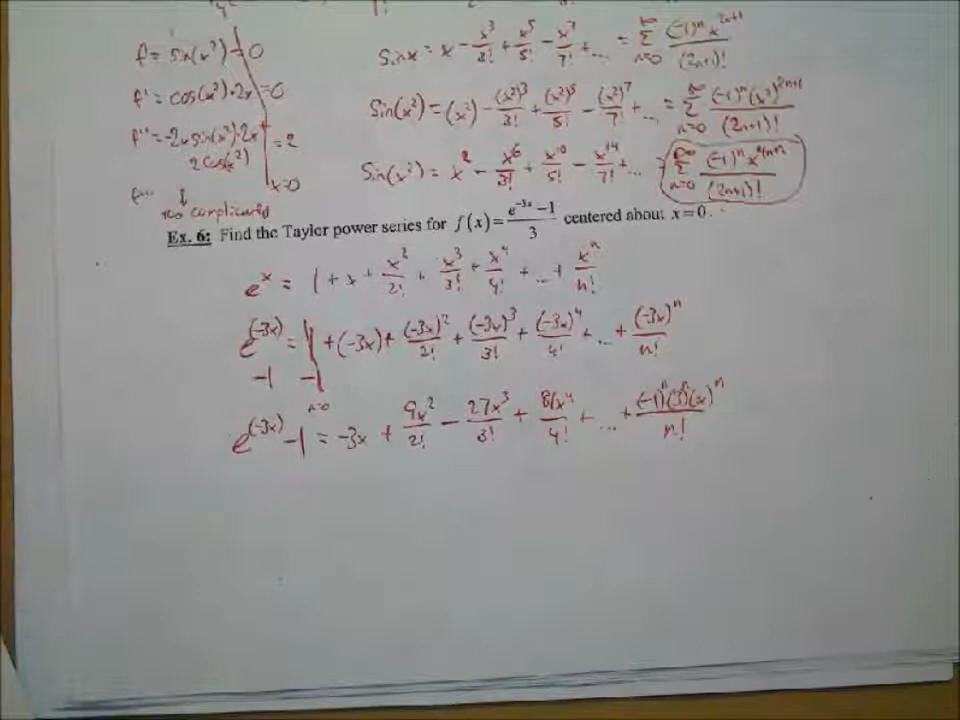 f = sin(x²) = 0
f' = cos(x²)·2x = 0
f'' = -2x sin(x²)·2x = 2
2cos(x²)
x=0
f'''
↓
too complicated
sin x = x - x³/3! + x⁵/5! - x⁷/7! + ... = ∑_{n=0}^{∞} (-1)ⁿ x²ⁿ⁺¹/(2n+1)!
sin(x²) = (x²) - (x²)³/3! + (x²)⁵/5! - (x²)⁷/7! + ... = ∑_{n=0}^{∞} (-1)ⁿ(x²)²ⁿ⁺¹/(2n+1)!
sin(x²) = x² - x⁶/3! + x¹⁰/5! - x¹⁴/7! + ... = ∑_{n=0}^{∞} (-1)ⁿ x⁴ⁿ⁺²/(2n+1)!
Ex. 6: Find the Taylor power series for f(x) = (e^{-3x} - 1)/3 centered about x = 0.
eˣ = 1 + x + x²/2! + x³/3! + x⁴/4! + ... + xⁿ/n!
e^{(-3x)} = 1 + (-3x) + (-3x)²/2! + (-3x)³/3! + (-3x)⁴/4! + ... + (-3x)ⁿ/n!
-1 -1
n=0
e^{(-3x)} - 1 = -3x + 9x²/2! - 27x³/3! + 81x⁴/4! + ... + (-1)ⁿ(3)ⁿ(x)ⁿ/n!